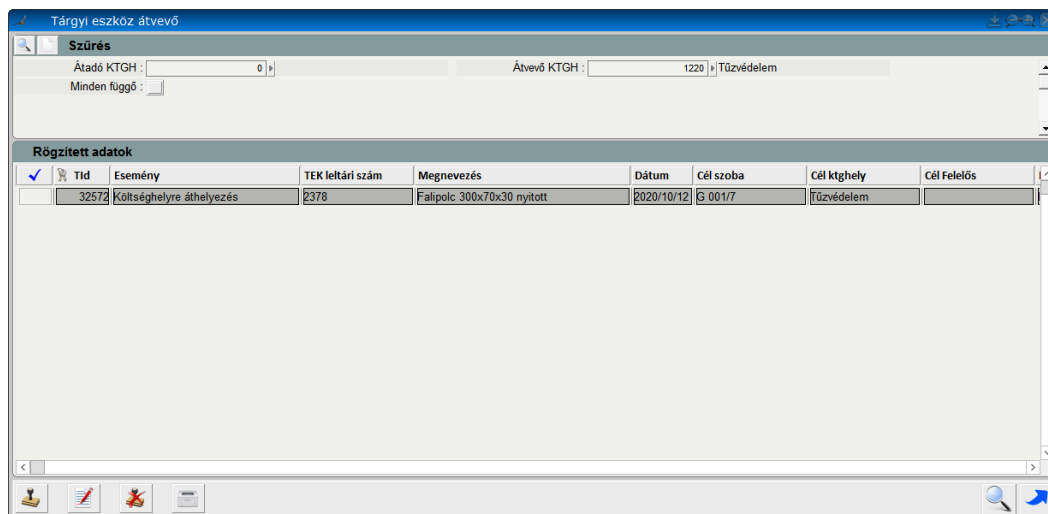 Tárgyi eszköz átvevő
Szűrés
Átadó KTGH : 0 Átvevő KTGH : 1220 Tűzvédelem
Minden függő :
Rögzített adatok
TId Esemény TEK leltári szám Megnevezés Dátum Cél szoba Cél ktghely Cél Felelős
32572 Költséghelyre áthelyezés 2378 Falipolc 300x70x30 nyitott 2020/10/12 G 001/7 Tűzvédelem